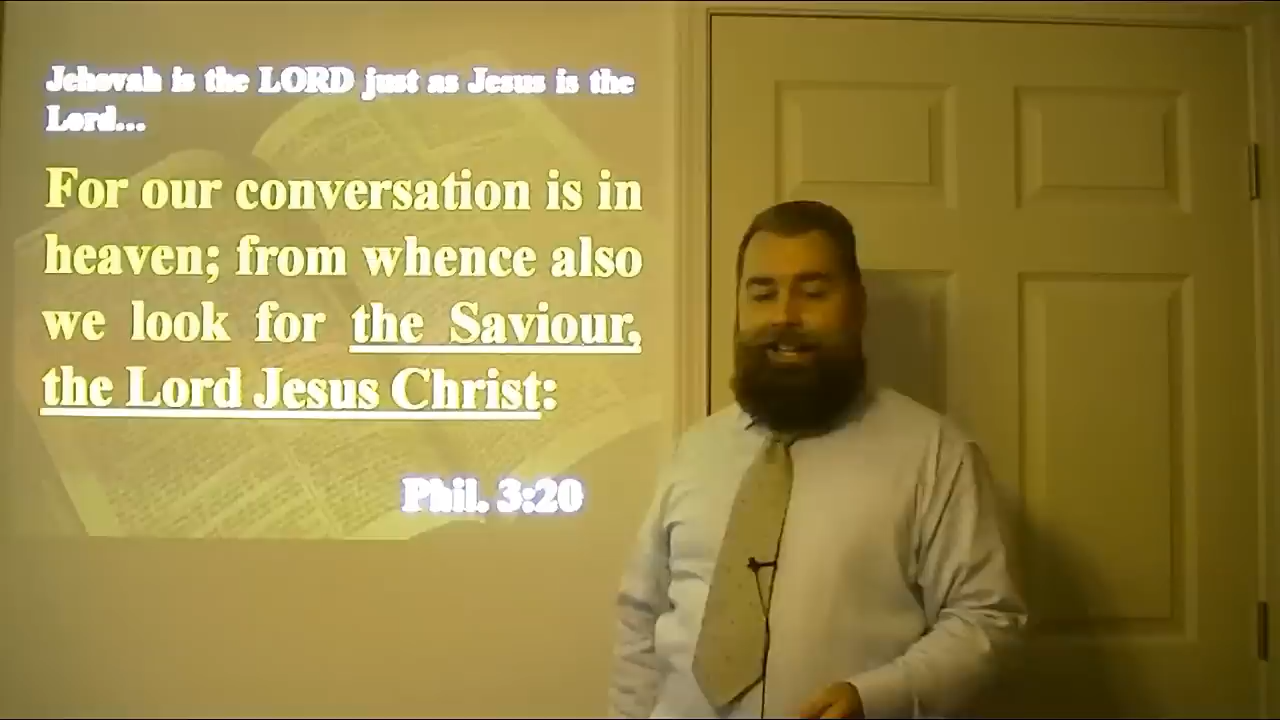 Jehovah is the LORD just as Jesus is the
Lord...
For our conversation is in
heaven; from whence also
we look for the Saviour,
the Lord Jesus Christ:
Phil. 3:20